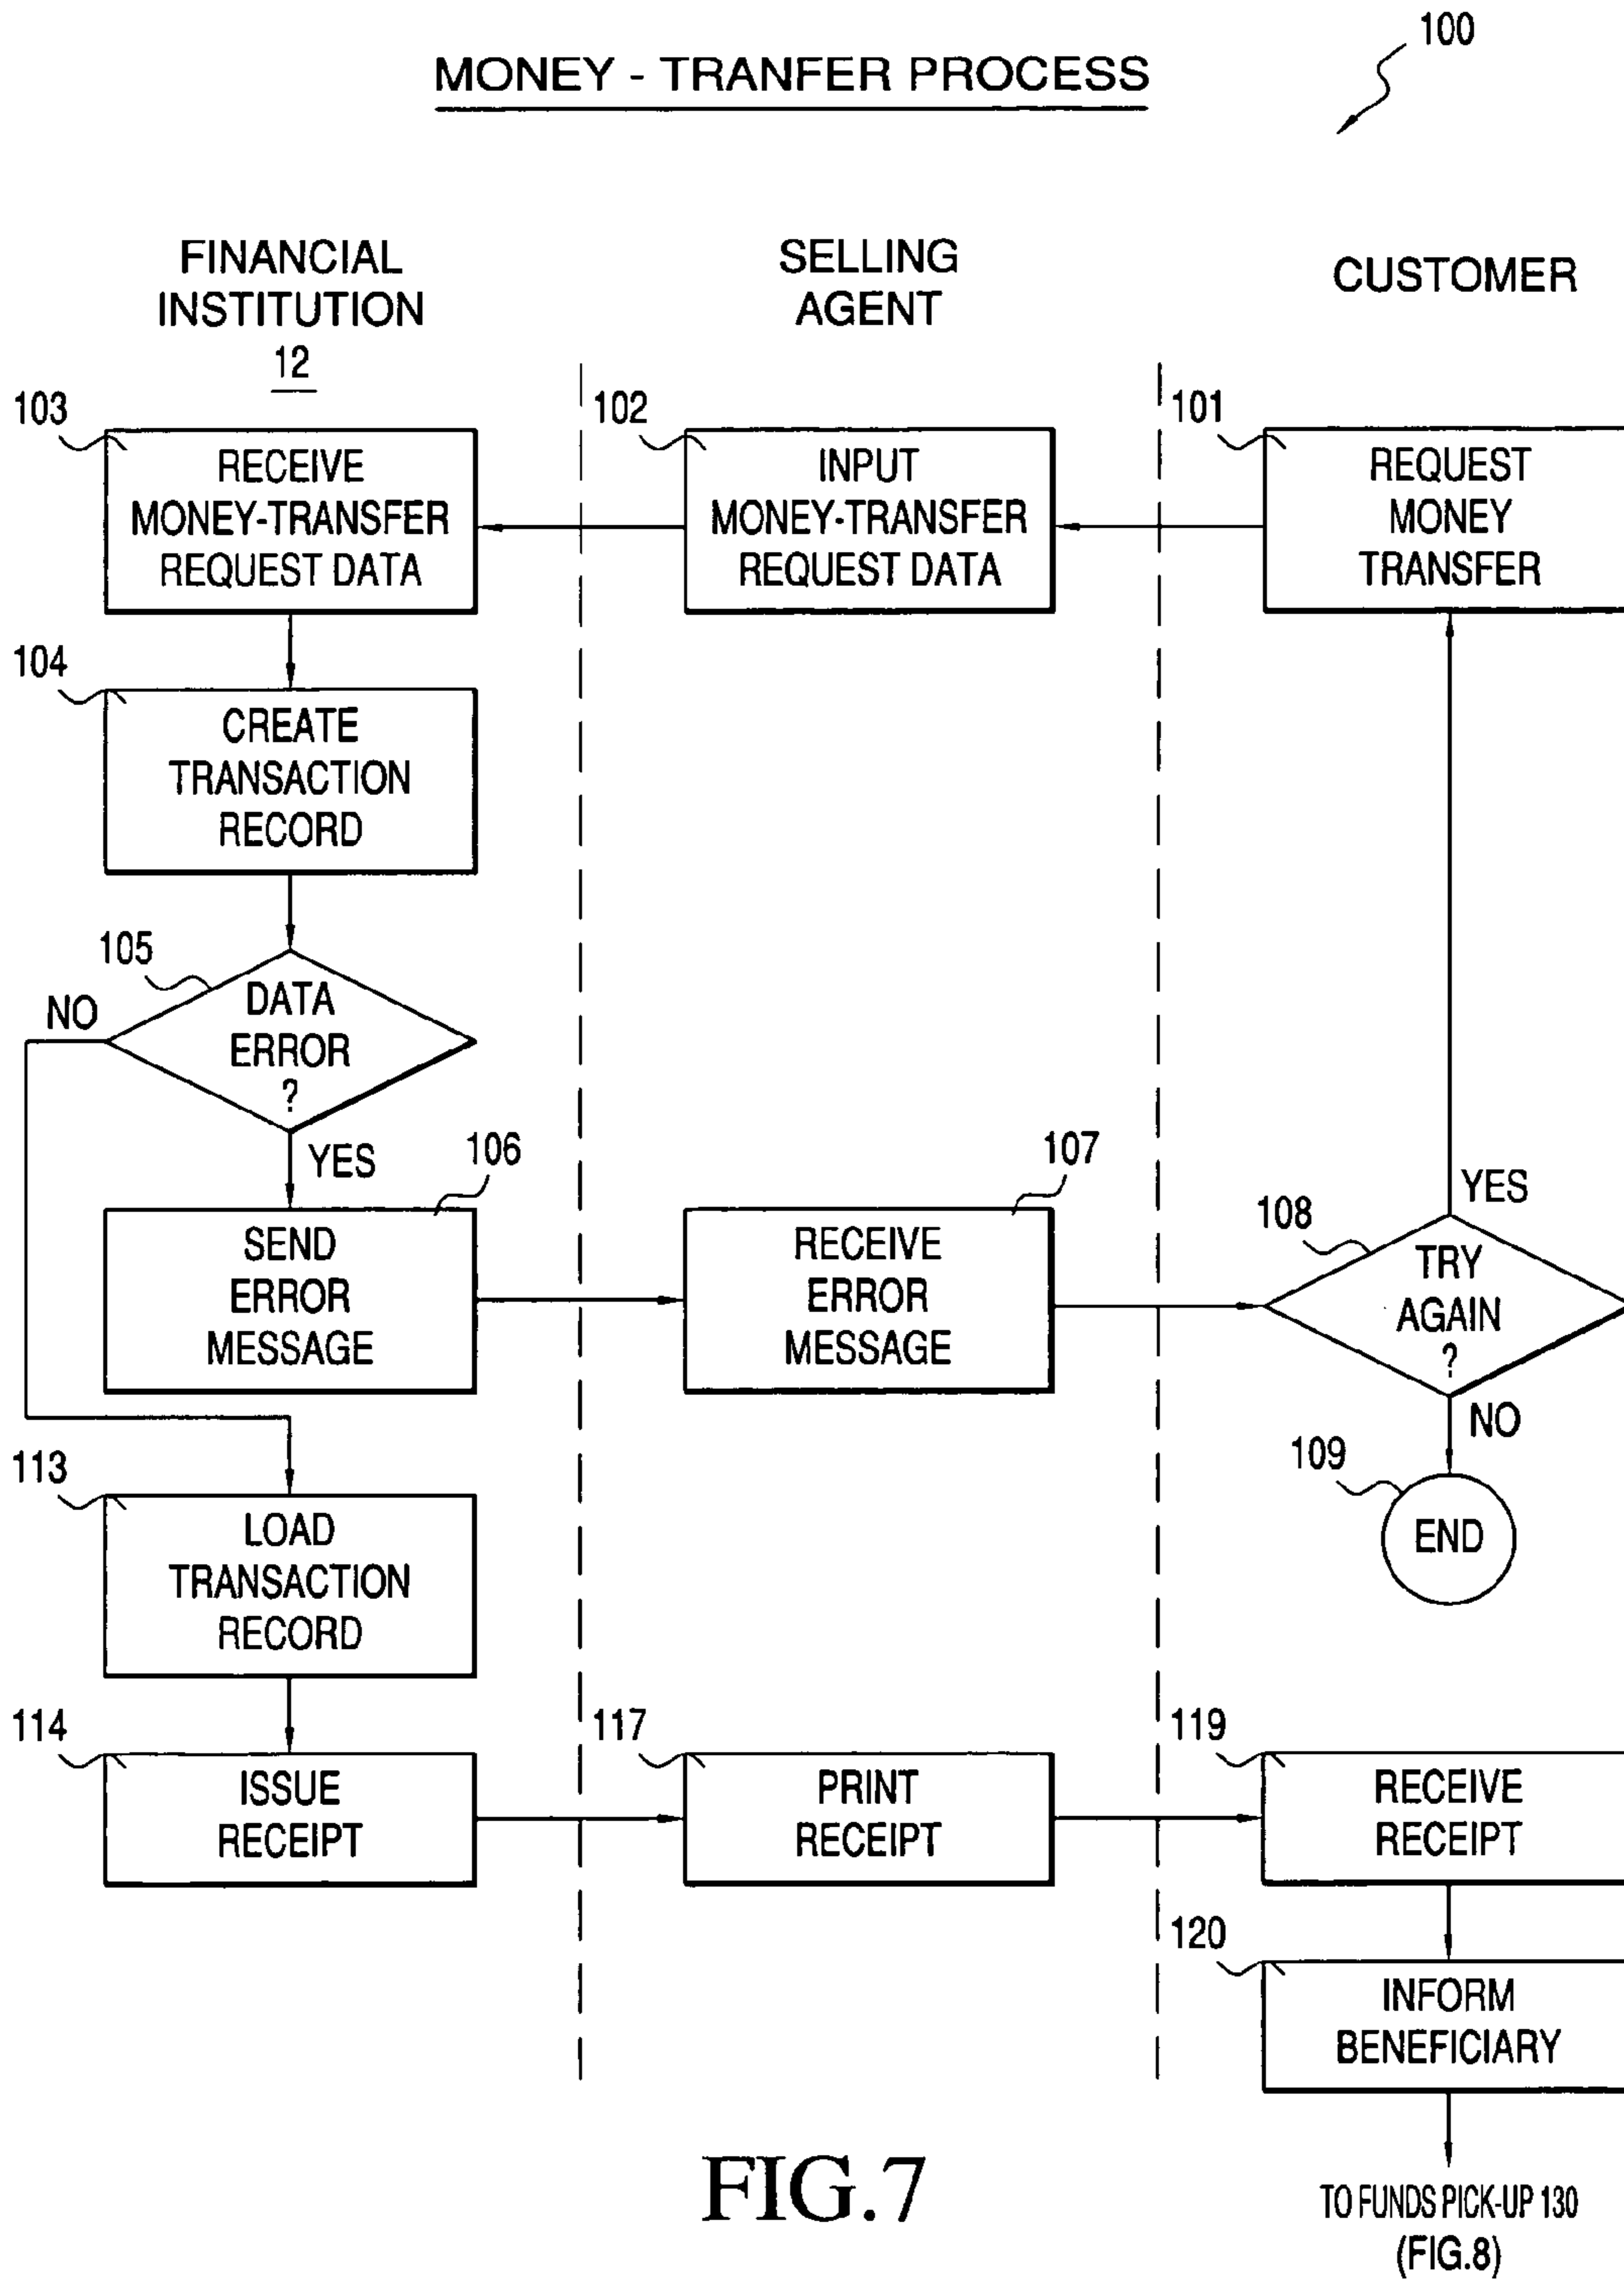 100
MONEY - TRANFER PROCESS
FINANCIAL
INSTITUTION
12
SELLING
AGENT
CUSTOMER
103
RECEIVE
MONEY-TRANSFER
REQUEST DATA
102
INPUT
MONEY-TRANSFER
REQUEST DATA
101
REQUEST
MONEY
TRANSFER
104
CREATE
TRANSACTION
RECORD
105
DATA
ERROR
?
NO
YES
106
SEND
ERROR
MESSAGE
107
RECEIVE
ERROR
MESSAGE
108
TRY
AGAIN
?
YES
NO
109
END
113
LOAD
TRANSACTION
RECORD
114
ISSUE
RECEIPT
117
PRINT
RECEIPT
119
RECEIVE
RECEIPT
120
INFORM
BENEFICIARY
TO FUNDS PICK-UP 130
(FIG.8)
FIG.7